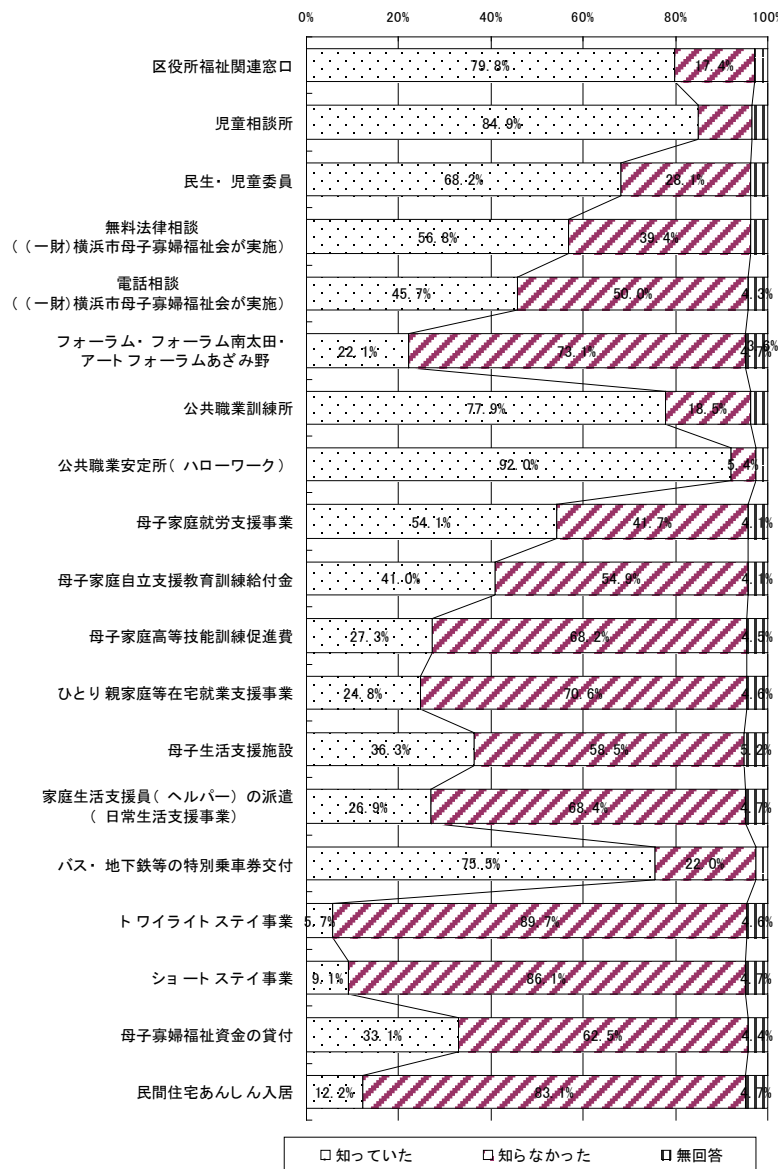 0% 20% 40% 60% 80% 100%
区役所福祉関連窓口 79.8% 17.4%
児童相談所 84.9%
民生・児童委員 68.2% 28.1%
無料法律相談
((一財)横浜市母子寡婦福祉会が実施) 56.8% 39.4%
電話相談
((一財)横浜市母子寡婦福祉会が実施) 45.7% 50.0% 4.3%
フォーラム・フォーラム南太田・
アートフォーラムあざみ野 22.1% 73.1% 4.7% 3.6%
公共職業訓練所 77.9% 18.5%
公共職業安定所(ハローワーク) 92.0% 5.4%
母子家庭就労支援事業 54.1% 41.7% 4.1%
母子家庭自立支援教育訓練給付金 41.0% 54.9% 4.1%
母子家庭高等技能訓練促進費 27.3% 68.2% 4.5%
ひとり親家庭等在宅就業支援事業 24.8% 70.6% 4.6%
母子生活支援施設 36.3% 58.5% 5.2%
家庭生活支援員(ヘルパー)の派遣
(日常生活支援事業) 26.9% 68.4% 4.7%
バス・地下鉄等の特別乗車券交付 75.5% 22.0%
トワイライトステイ事業 5.7% 89.7% 4.6%
ショートステイ事業 9.1% 86.1% 4.7%
母子寡婦福祉資金の貸付 33.1% 62.5% 4.4%
民間住宅あんしん入居 12.2% 83.1% 4.7%
知っていた 知らなかった 無回答